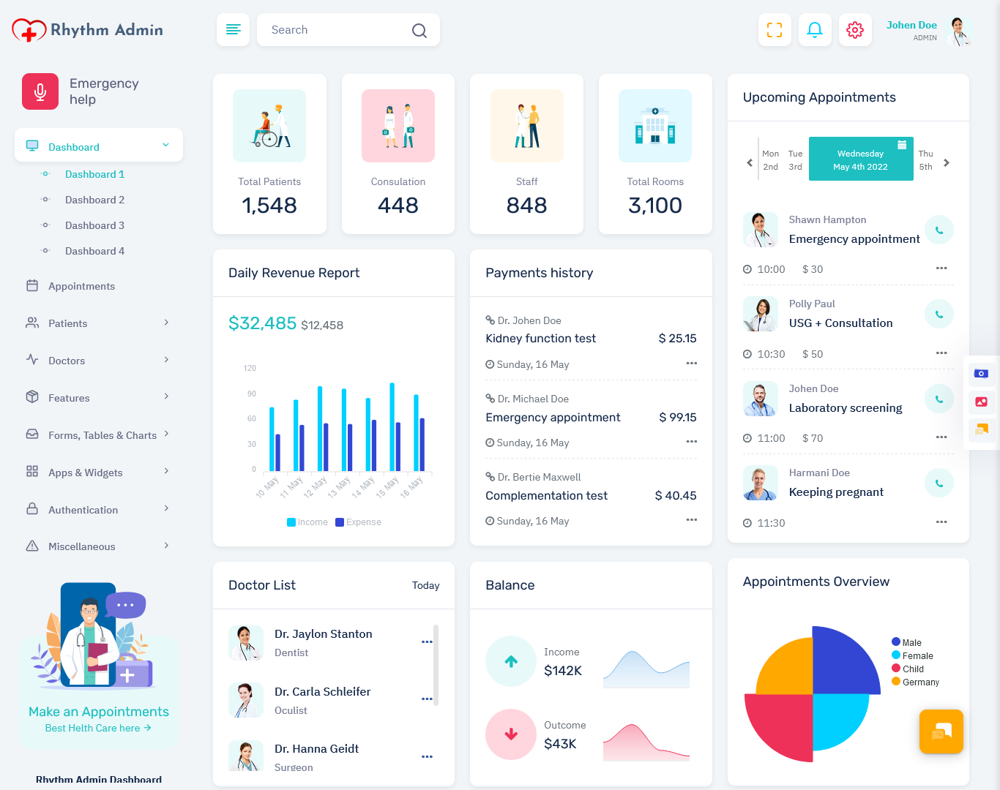 Rhythm Admin
Search
Johen Doe
ADMIN
Emergency
help
Dashboard
Dashboard 1
Dashboard 2
Dashboard 3
Dashboard 4
Appointments
Patients
Doctors
Features
Forms, Tables & Charts
Apps & Widgets
Authentication
Miscellaneous
Make an Appointments
Best Helth Care here
Rhythm Admin Dashboard
Total Patients
1,548
Consulation
448
Staff
848
Total Rooms
3,100
Daily Revenue Report
$32,485 $12,458
120
90
60
30
0
10 May
11 May
12 May
13 May
14 May
15 May
16 May
Income
Expense
Payments history
Dr. Johen Doe
Kidney function test $ 25.15
Sunday, 16 May
Dr. Michael Doe
Emergency appointment $ 99.15
Sunday, 16 May
Dr. Bertie Maxwell
Complementation test $ 40.45
Sunday, 16 May
Upcoming Appointments
Mon
2nd
Tue
3rd
Wednesday
May 4th 2022
Thu
5th
Shawn Hampton
Emergency appointment
10:00 $ 30
Polly Paul
USG + Consultation
10:30 $ 50
Johen Doe
Laboratory screening
11:00 $ 70
Harmani Doe
Keeping pregnant
11:30
Doctor List
Today
Dr. Jaylon Stanton
Dentist
Dr. Carla Schleifer
Oculist
Dr. Hanna Geidt
Surgeon
Balance
Income
$142K
Outcome
$43K
Appointments Overview
Male
Female
Child
Germany